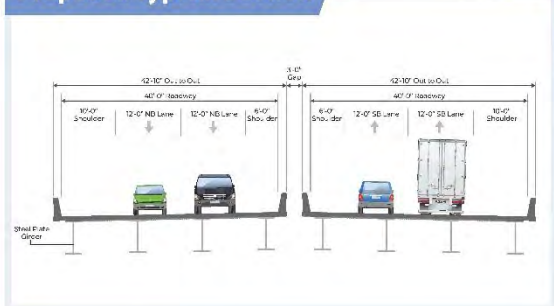 3'-0"
Gap
42'-10" Out to Out
42'-10" Out to Out
40'-0" Roadway
40'-0" Roadway
10'-0"
Shoulder
12'-0" NB Lane
12'-0" NB Lane
6'-0"
Shoulder
6'-0"
Shoulder
12'-0" SB Lane
12'-0" SB Lane
10'-0"
Shoulder
Steel Plate
Girder